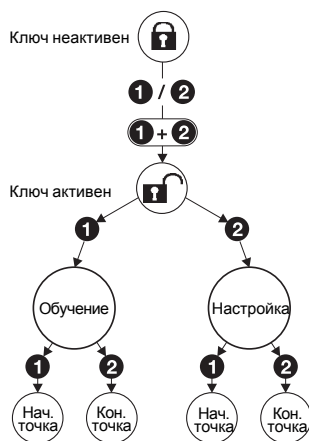 Ключ неактивен
1 / 2
1 + 2
Ключ активен
1 2
Обучение Настройка
1 2 1 2
Нач. Кон. Нач. Кон.
точка точка точка точка